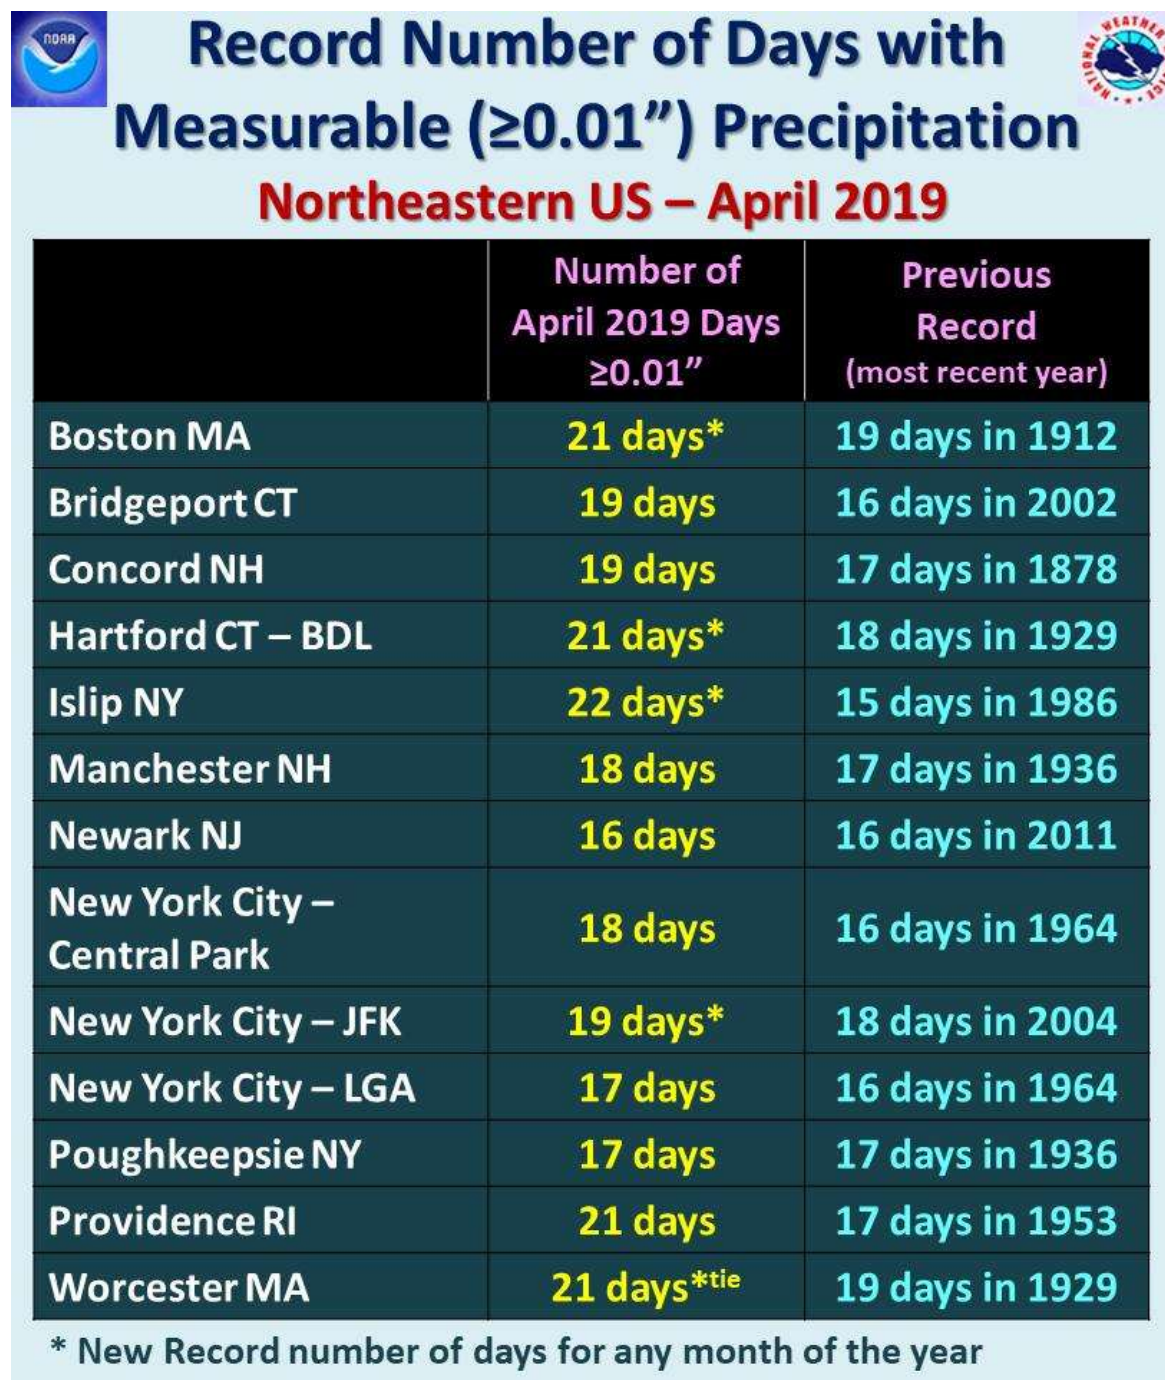 NOAA
NATIONAL WEATHER
Record Number of Days with
Measurable (≥0.01”) Precipitation
Northeastern US – April 2019
Number of April 2019 Days ≥0.01”
Previous Record (most recent year)
Boston MA 21 days* 19 days in 1912
Bridgeport CT 19 days 16 days in 2002
Concord NH 19 days 17 days in 1878
Hartford CT – BDL 21 days* 18 days in 1929
Islip NY 22 days* 15 days in 1986
Manchester NH 18 days 17 days in 1936
Newark NJ 16 days 16 days in 2011
New York City –
Central Park 18 days 16 days in 1964
New York City – JFK 19 days* 18 days in 2004
New York City – LGA 17 days 16 days in 1964
Poughkeepsie NY 17 days 17 days in 1936
Providence RI 21 days 17 days in 1953
Worcester MA 21 days*tie 19 days in 1929
* New Record number of days for any month of the year